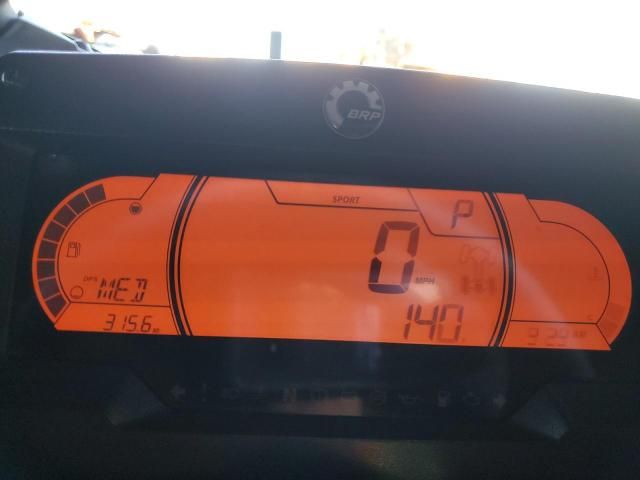 BRP
SPORT
P
0 MPH
DPS MED
315.6
140.
C